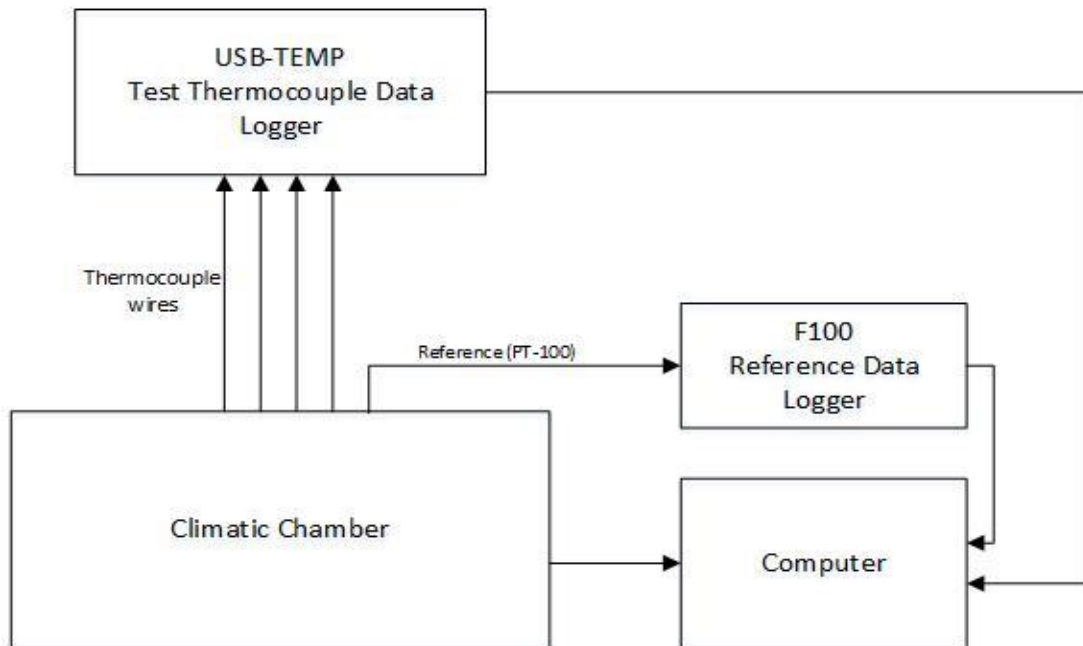 USB-TEMP
Test Thermocouple Data
Logger
Thermocouple
wires
Reference (PT-100)
F100
Reference Data
Logger
Climatic Chamber
Computer